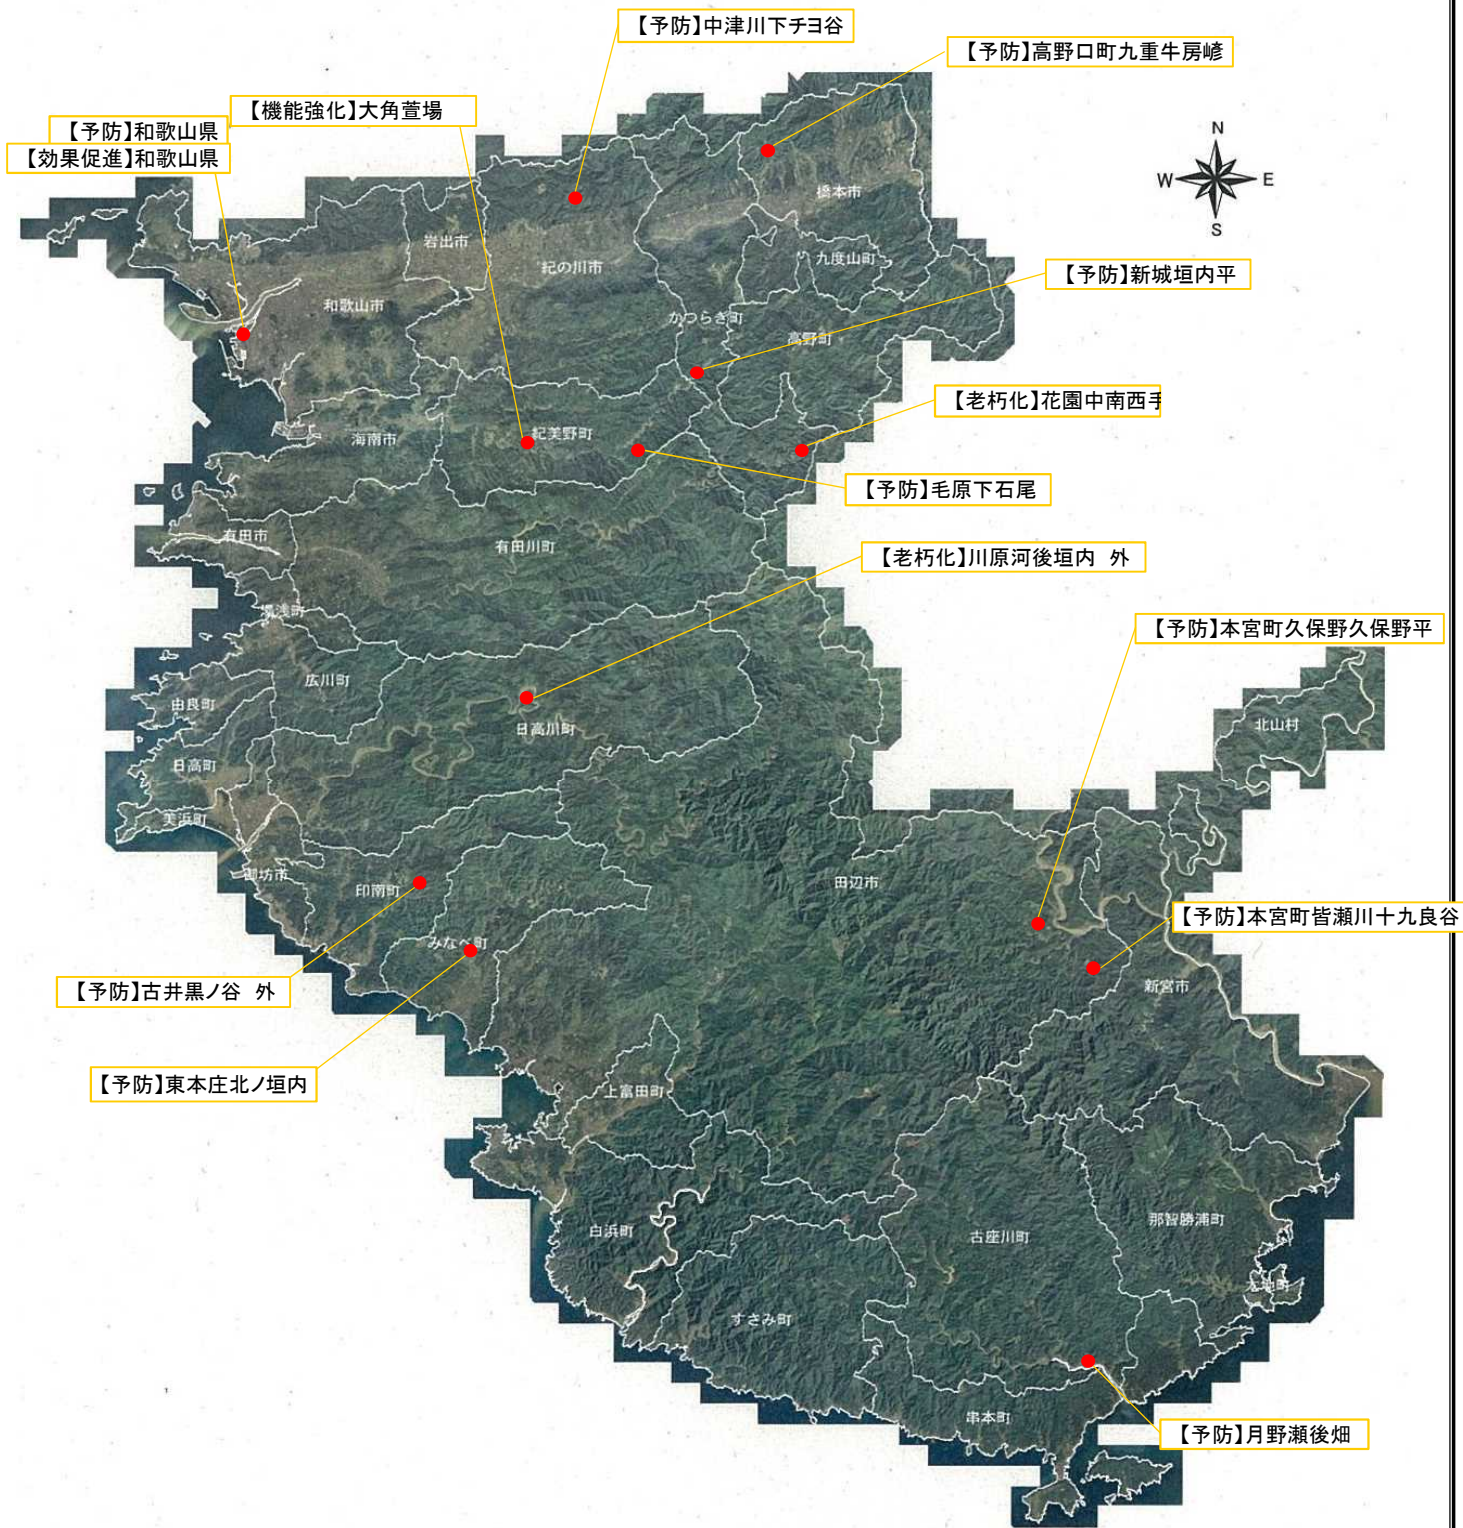 【予防】中津川下チヨ谷
【予防】高野口町九重牛房嵶
【機能強化】大角萱場
【予防】和歌山県
【効果促進】和歌山県
N
W
E
S
橋本市
岩出市
紀の川市
九度山町
【予防】新城垣内平
和歌山市
かつらぎ町
高野町
【老朽化】花園中南西手
海南市
紀美野町
【予防】毛原下石尾
有田市
有田川町
【老朽化】川原河後垣内 外
湯浅町
【予防】本宮町久保野久保野平
広川町
由良町
日高川町
北山村
日高町
美浜町
御坊市
印南町
田辺市
【予防】本宮町皆瀬川十九良谷
みなべ町
【予防】古井黒ノ谷 外
新宮市
【予防】東本庄北ノ垣内
上富田町
白浜町
古座川町
那智勝浦町
太地町
すさみ町
串本町
【予防】月野瀬後畑